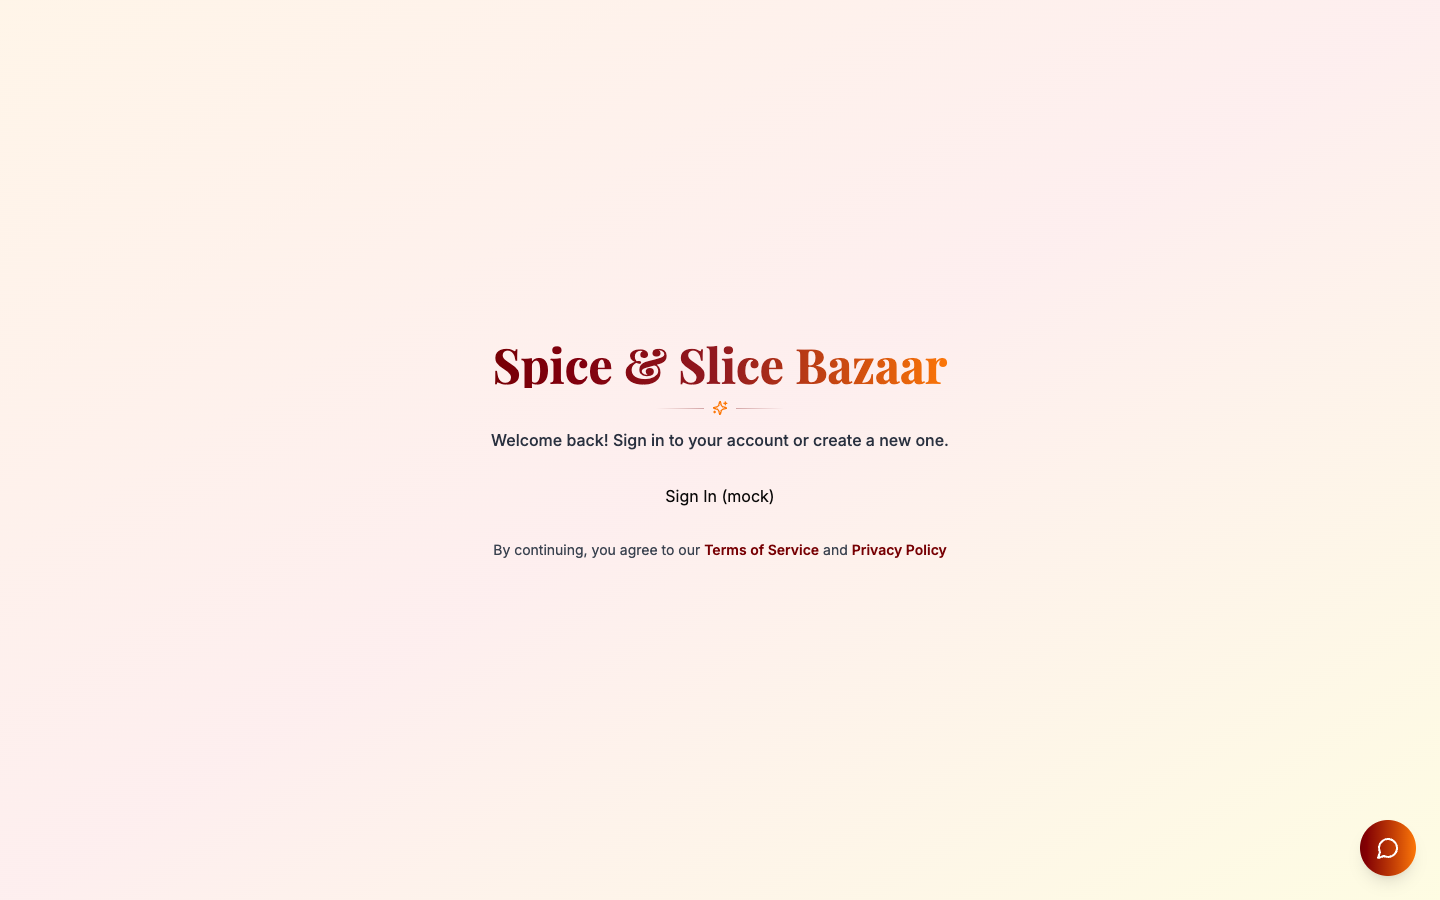 Spice & Slice Bazaar
Welcome back! Sign in to your account or create a new one.
Sign In (mock)
By continuing, you agree to our Terms of Service and Privacy Policy